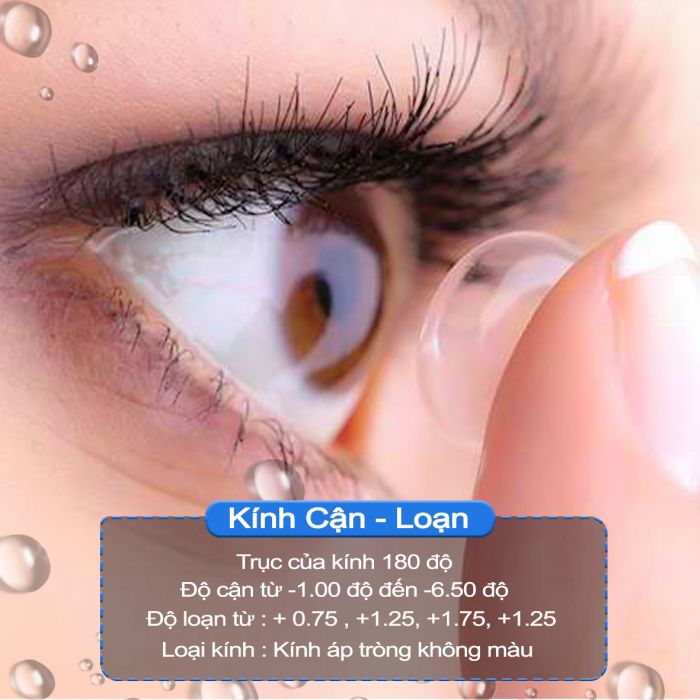 Kính Cận - Loạn
Trục của kính 180 độ
Độ cận từ -1.00 độ đến -6.50 độ
Độ loạn từ : + 0.75 , +1.25, +1.75, +1.25
Loại kính : Kính áp tròng không màu